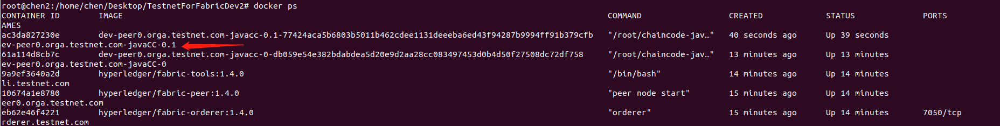 root@chen2:/home/chen/Desktop/TestnetForFabricDev2# docker ps
CONTAINER ID        IMAGE                                                                                                    COMMAND                  CREATED             STATUS              PORTS
AMES
ac3da827230e        dev-peer0.orga.testnet.com-javacc-0.1-77424aca5b6803b5011b462cdee1131deeeba6ed43f94287b9994ff91b379cfb   "/root/chaincode-jav…"   40 seconds ago      Up 39 seconds
ev-peer0.orga.testnet.com-javaCC-0.1
61a114d8cb7c        dev-peer0.orga.testnet.com-javacc-0-db059e54e382bdabdea5d20e9d2aa28cc083497453d0b4d50f27508dc72df758     "/root/chaincode-jav…"   13 minutes ago      Up 13 minutes
ev-peer0.orga.testnet.com-javaCC-0
9a9ef3640a2d        hyperledger/fabric-tools:1.4.0                                                                           "/bin/bash"              14 minutes ago      Up 14 minutes
li.testnet.com
10674a1e8780        hyperledger/fabric-peer:1.4.0                                                                            "peer node start"        15 minutes ago      Up 14 minutes
eer0.orga.testnet.com
eb62e46f4221        hyperledger/fabric-orderer:1.4.0                                                                         "orderer"                15 minutes ago      Up 14 minutes       7050/tcp
rderer.testnet.com